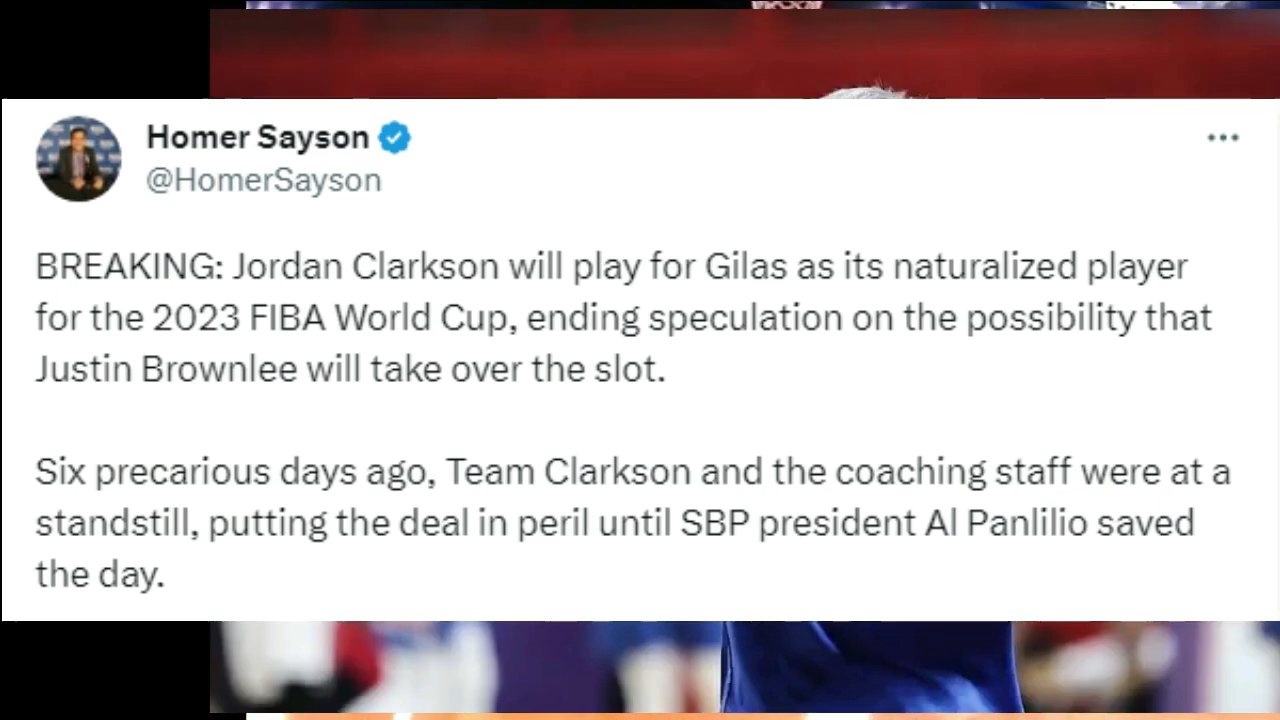 Homer Sayson
@HomerSayson
BREAKING: Jordan Clarkson will play for Gilas as its naturalized player
for the 2023 FIBA World Cup, ending speculation on the possibility that
Justin Brownlee will take over the slot.
Six precarious days ago, Team Clarkson and the coaching staff were at a
standstill, putting the deal in peril until SBP president Al Panlilio saved
the day.